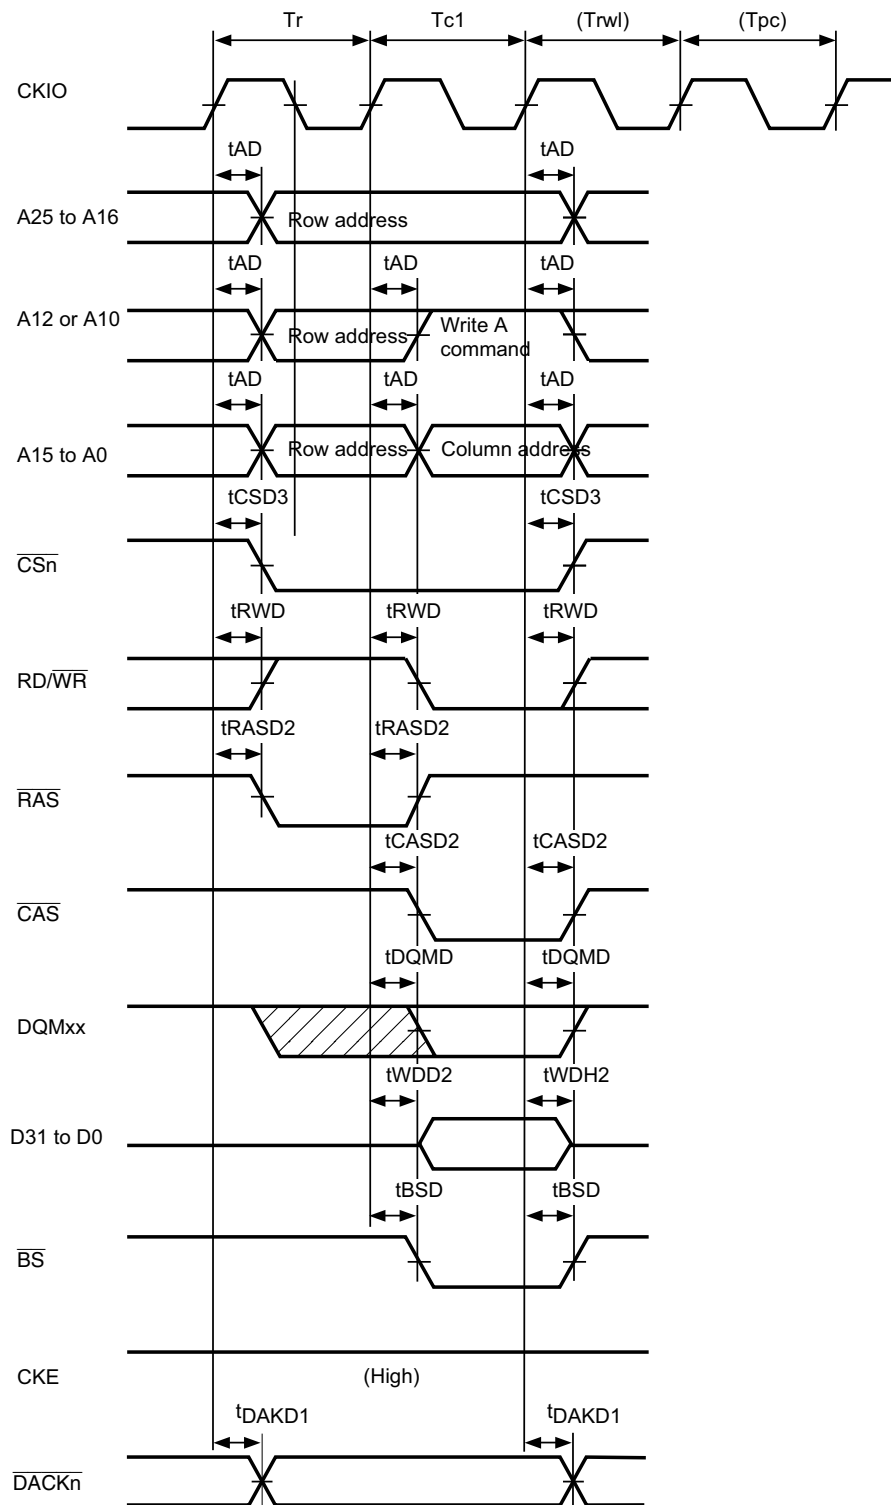 Tr Tc1 (Trwl) (Tpc)
CKIO
tAD tAD
A25 to A16 Row address
tAD tAD tAD
A12 or A10 Row address Write A
command
tAD tAD tAD
A15 to A0 Row address Column address
tCSD3 tCSD3
CSn
tRWD tRWD tRWD
RD/WR
tRASD2 tRASD2
RAS
tCASD2 tCASD2
CAS
tDQMD tDQMD
DQMxx
tWDD2 tWDH2
D31 to D0
tBSD tBSD
BS
CKE (High)
tDAKD1 tDAKD1
DACKn